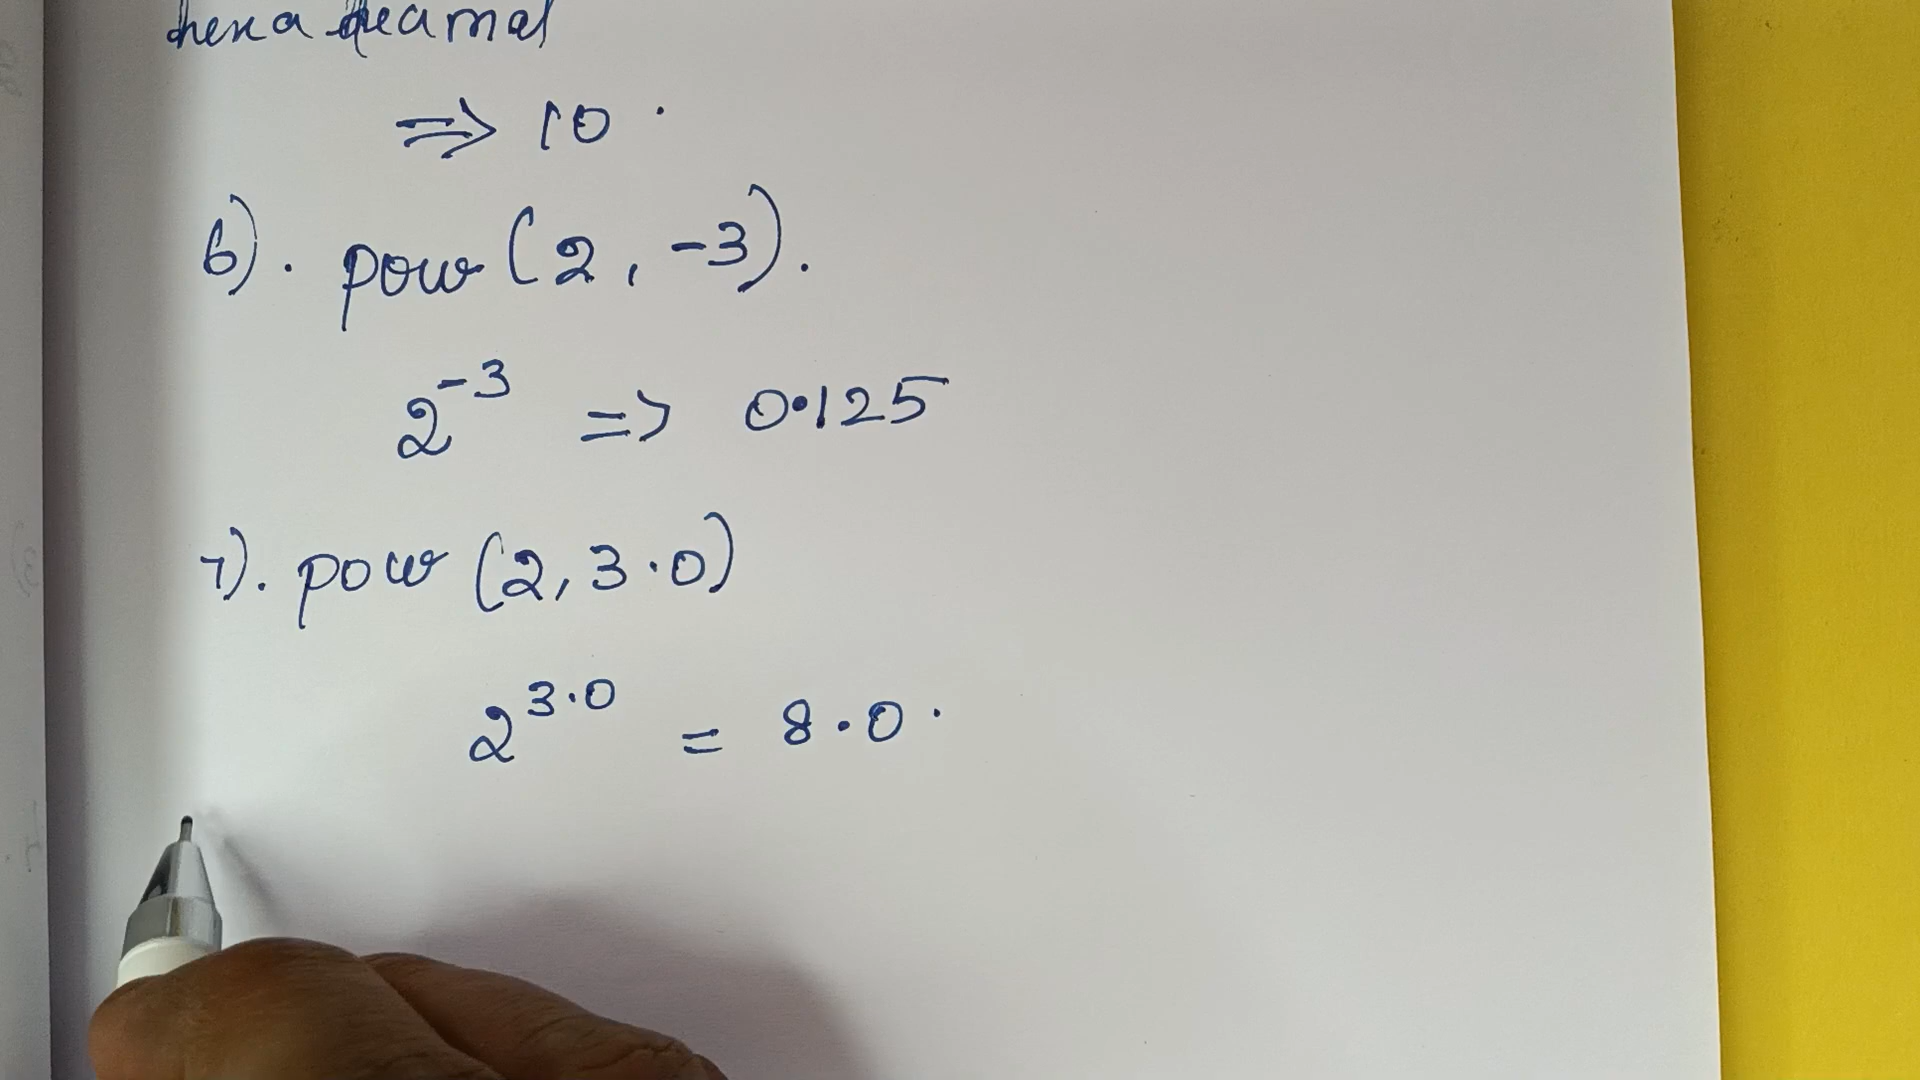 hexa decimal
=> 10.
6). pow (2, -3).
2^-3 => 0.125
7). pow (2, 3.0)
2^3.0 = 8.0.